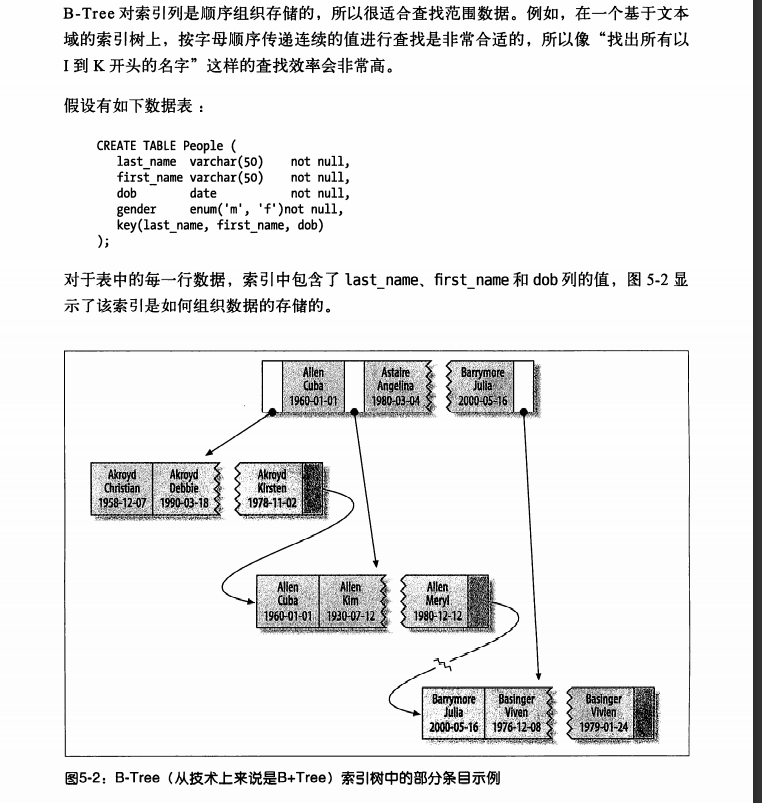 B-Tree 对索引列是顺序组织存储的，所以很适合查找范围数据。例如，在一个基于文本
域的索引树上，按字母顺序传递连续的值进行查找是非常合适的，所以像“找出所有以
I 到 K 开头的名字”这样的查找效率会非常高。
假设有如下数据表：
CREATE TABLE People (
last_name varchar(50) not null,
first_name varchar(50) not null,
dob date not null,
gender enum('m', 'f')not null,
key(last_name, first_name, dob)
);
对于表中的每一行数据，索引中包含了 last_name、first_name 和 dob 列的值，图 5-2 显
示了该索引是如何组织数据的存储的。
Allen
Cuba
1960-01-01
Astaire
Angelina
1980-03-04
Barrymore
Julia
2000-05-16
Akroyd
Christian
1958-12-07
Akroyd
Debbie
1990-03-18
Akroyd
Kirsten
1978-11-02
Allen
Cuba
1960-01-01
Allen
Kim
1930-07-12
Allen
Meryl
1980-12-12
Barrymore
Julia
2000-05-16
Basinger
Viven
1976-12-08
Basinger
Vivien
1979-01-24
图5-2：B-Tree（从技术上来说是B+Tree）索引树中的部分条目示例